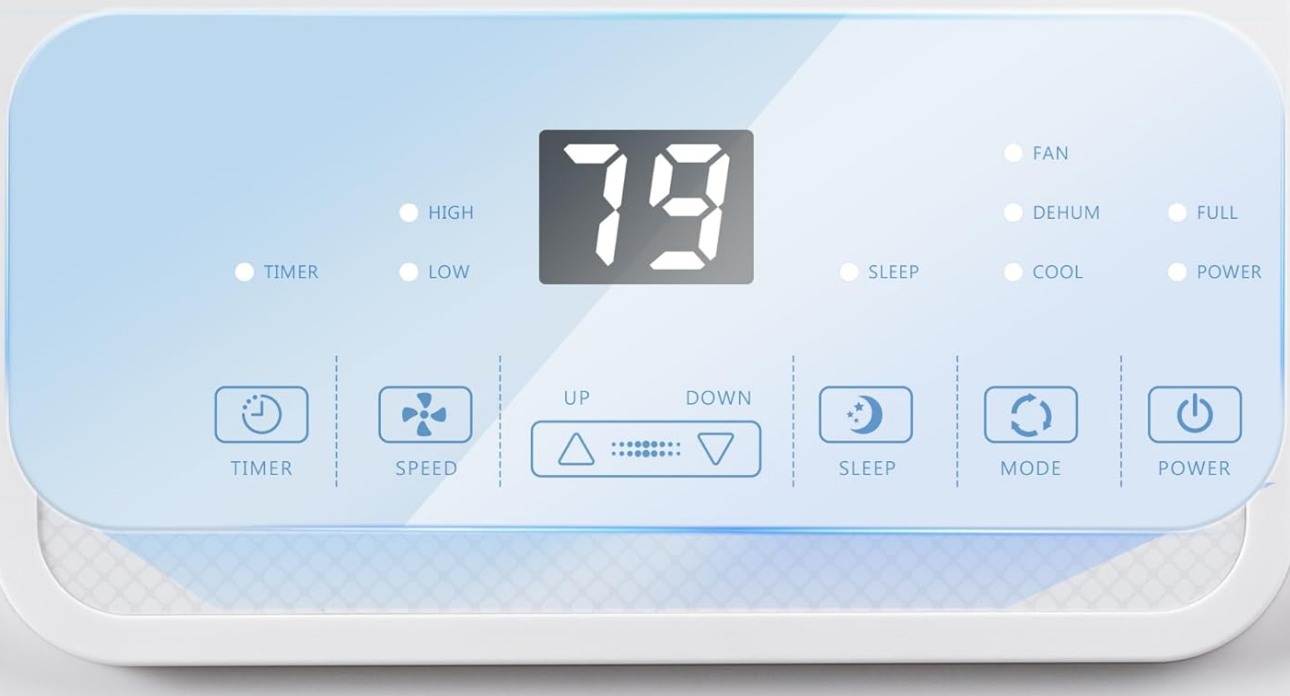 79
FAN
HIGH DEHUM FULL
TIMER LOW SLEEP COOL POWER
UP DOWN
TIMER SPEED SLEEP MODE POWER